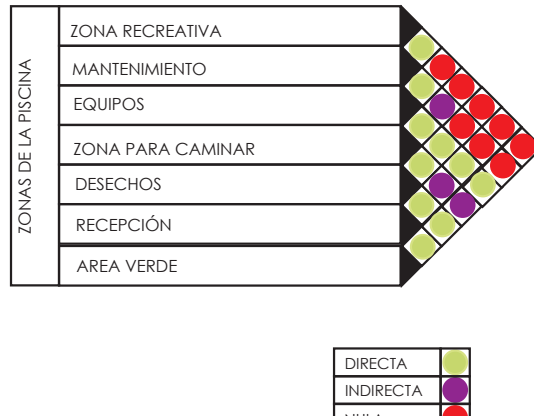 ZONAS DE LA PISCINA
ZONA RECREATIVA
MANTENIMIENTO
EQUIPOS
ZONA PARA CAMINAR
DESECHOS
RECEPCIÓN
AREA VERDE
DIRECTA
INDIRECTA